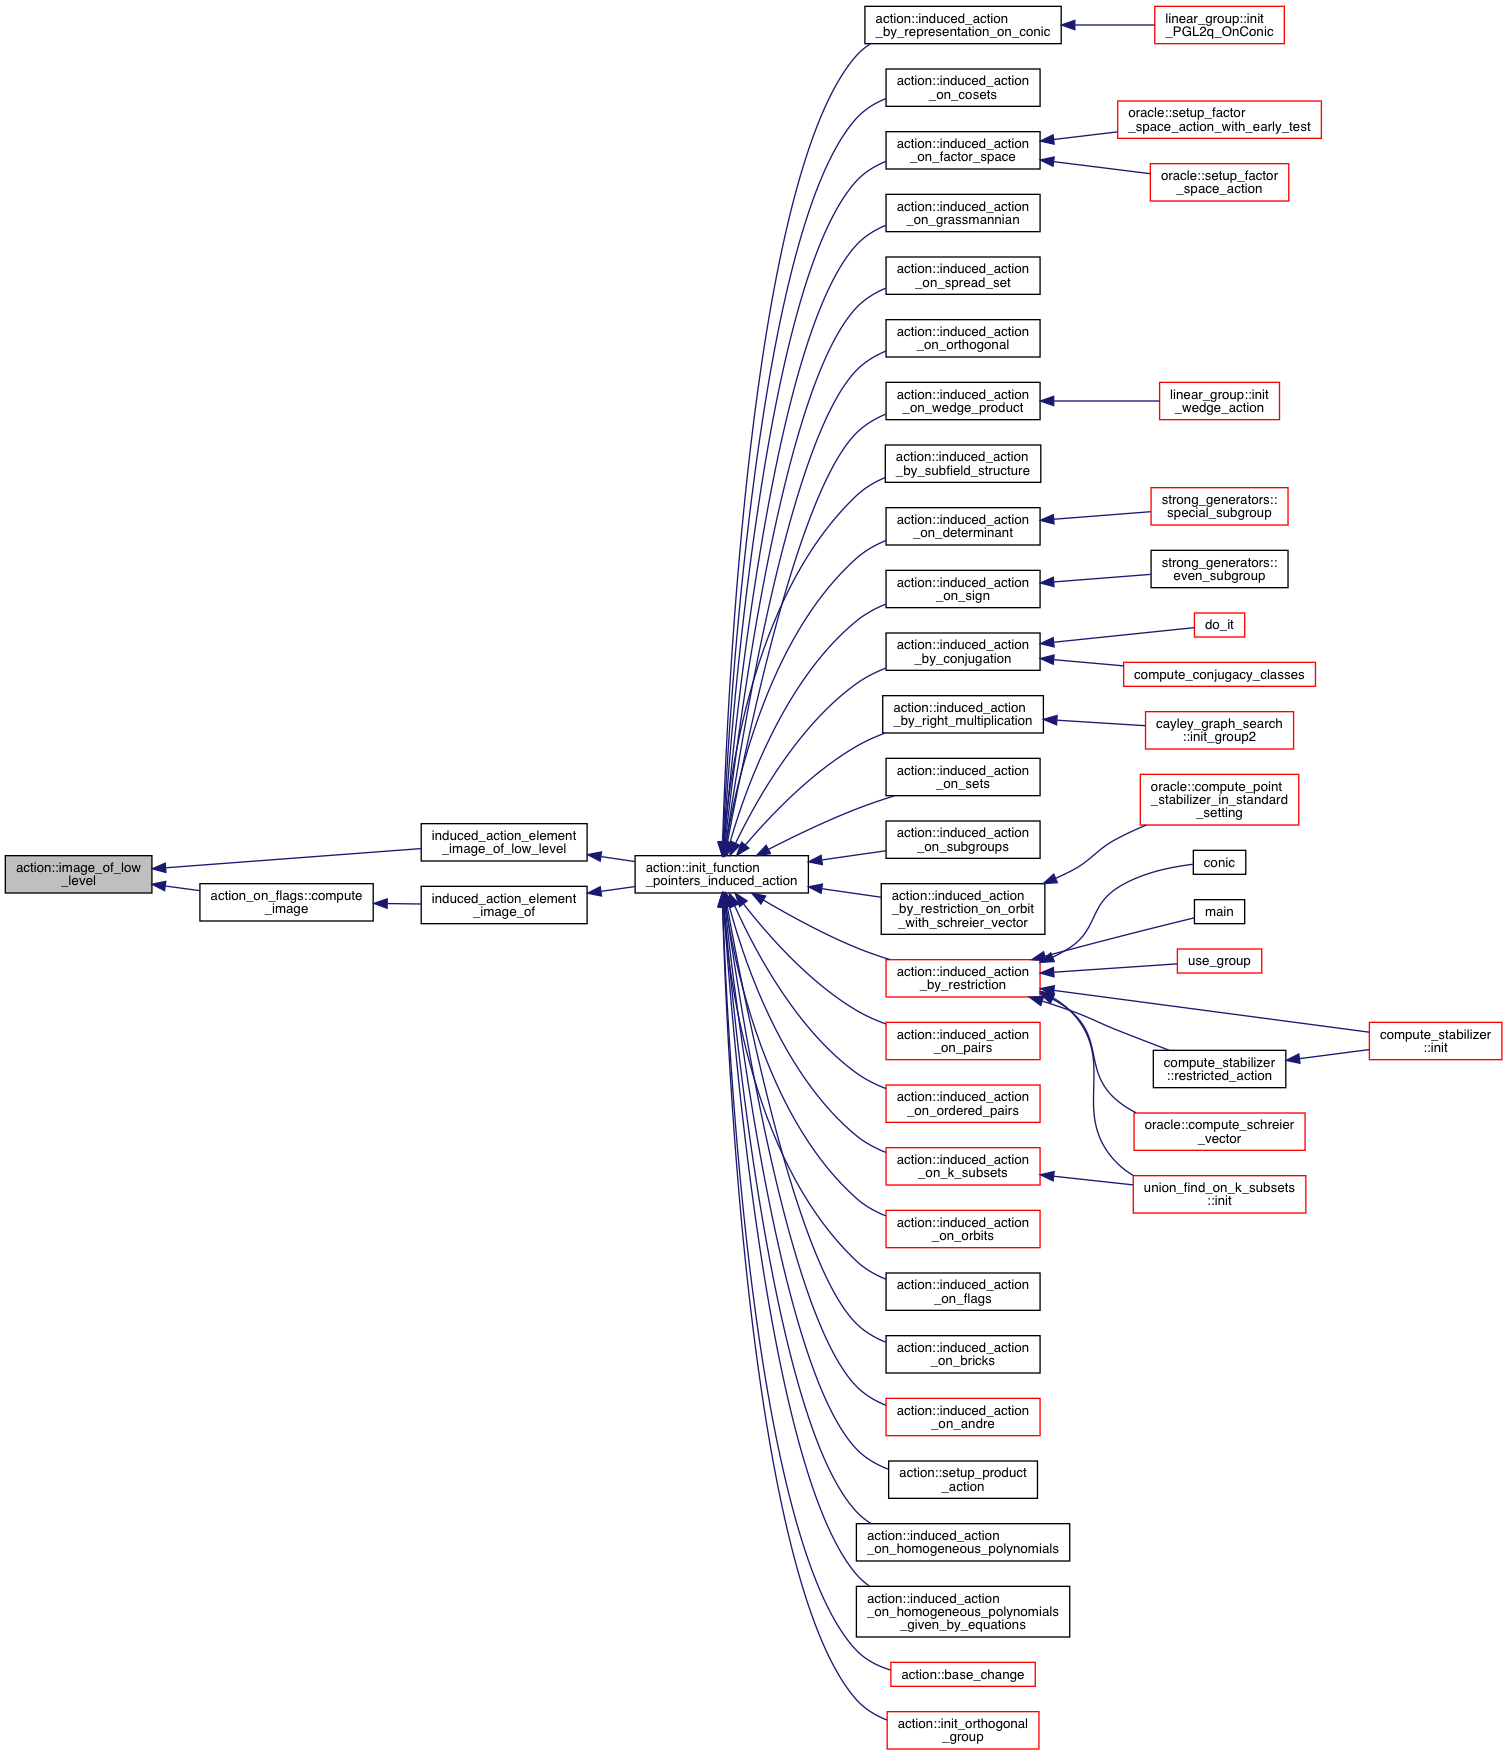 action::image_of_low
_level
induced_action_element
_image_of_low_level
action_on_flags::compute
_image
induced_action_element
_image_of
action::init_function
_pointers_induced_action
action::induced_action
_by_representation_on_conic
linear_group::init
_PGL2q_OnConic
action::induced_action
_on_cosets
action::induced_action
_on_factor_space
oracle::setup_factor
_space_action_with_early_test
oracle::setup_factor
_space_action
action::induced_action
_on_grassmannian
action::induced_action
_on_spread_set
action::induced_action
_on_orthogonal
action::induced_action
_on_wedge_product
linear_group::init
_wedge_action
action::induced_action
_by_subfield_structure
action::induced_action
_on_determinant
strong_generators::
special_subgroup
action::induced_action
_on_sign
strong_generators::
even_subgroup
action::induced_action
_by_conjugation
do_it
compute_conjugacy_classes
action::induced_action
_by_right_multiplication
cayley_graph_search
::init_group2
action::induced_action
_on_sets
action::induced_action
_on_subgroups
action::induced_action
_by_restriction_on_orbit
_with_schreier_vector
oracle::compute_point
_stabilizer_in_standard
_setting
action::induced_action
_by_restriction
conic
main
use_group
compute_stabilizer
::restricted_action
compute_stabilizer
::init
oracle::compute_schreier
_vector
union_find_on_k_subsets
::init
action::induced_action
_on_pairs
action::induced_action
_on_ordered_pairs
action::induced_action
_on_k_subsets
action::induced_action
_on_orbits
action::induced_action
_on_flags
action::induced_action
_on_bricks
action::induced_action
_on_andre
action::setup_product
_action
action::induced_action
_on_homogeneous_polynomials
action::induced_action
_on_homogeneous_polynomials
_given_by_equations
action::base_change
action::init_orthogonal
_group